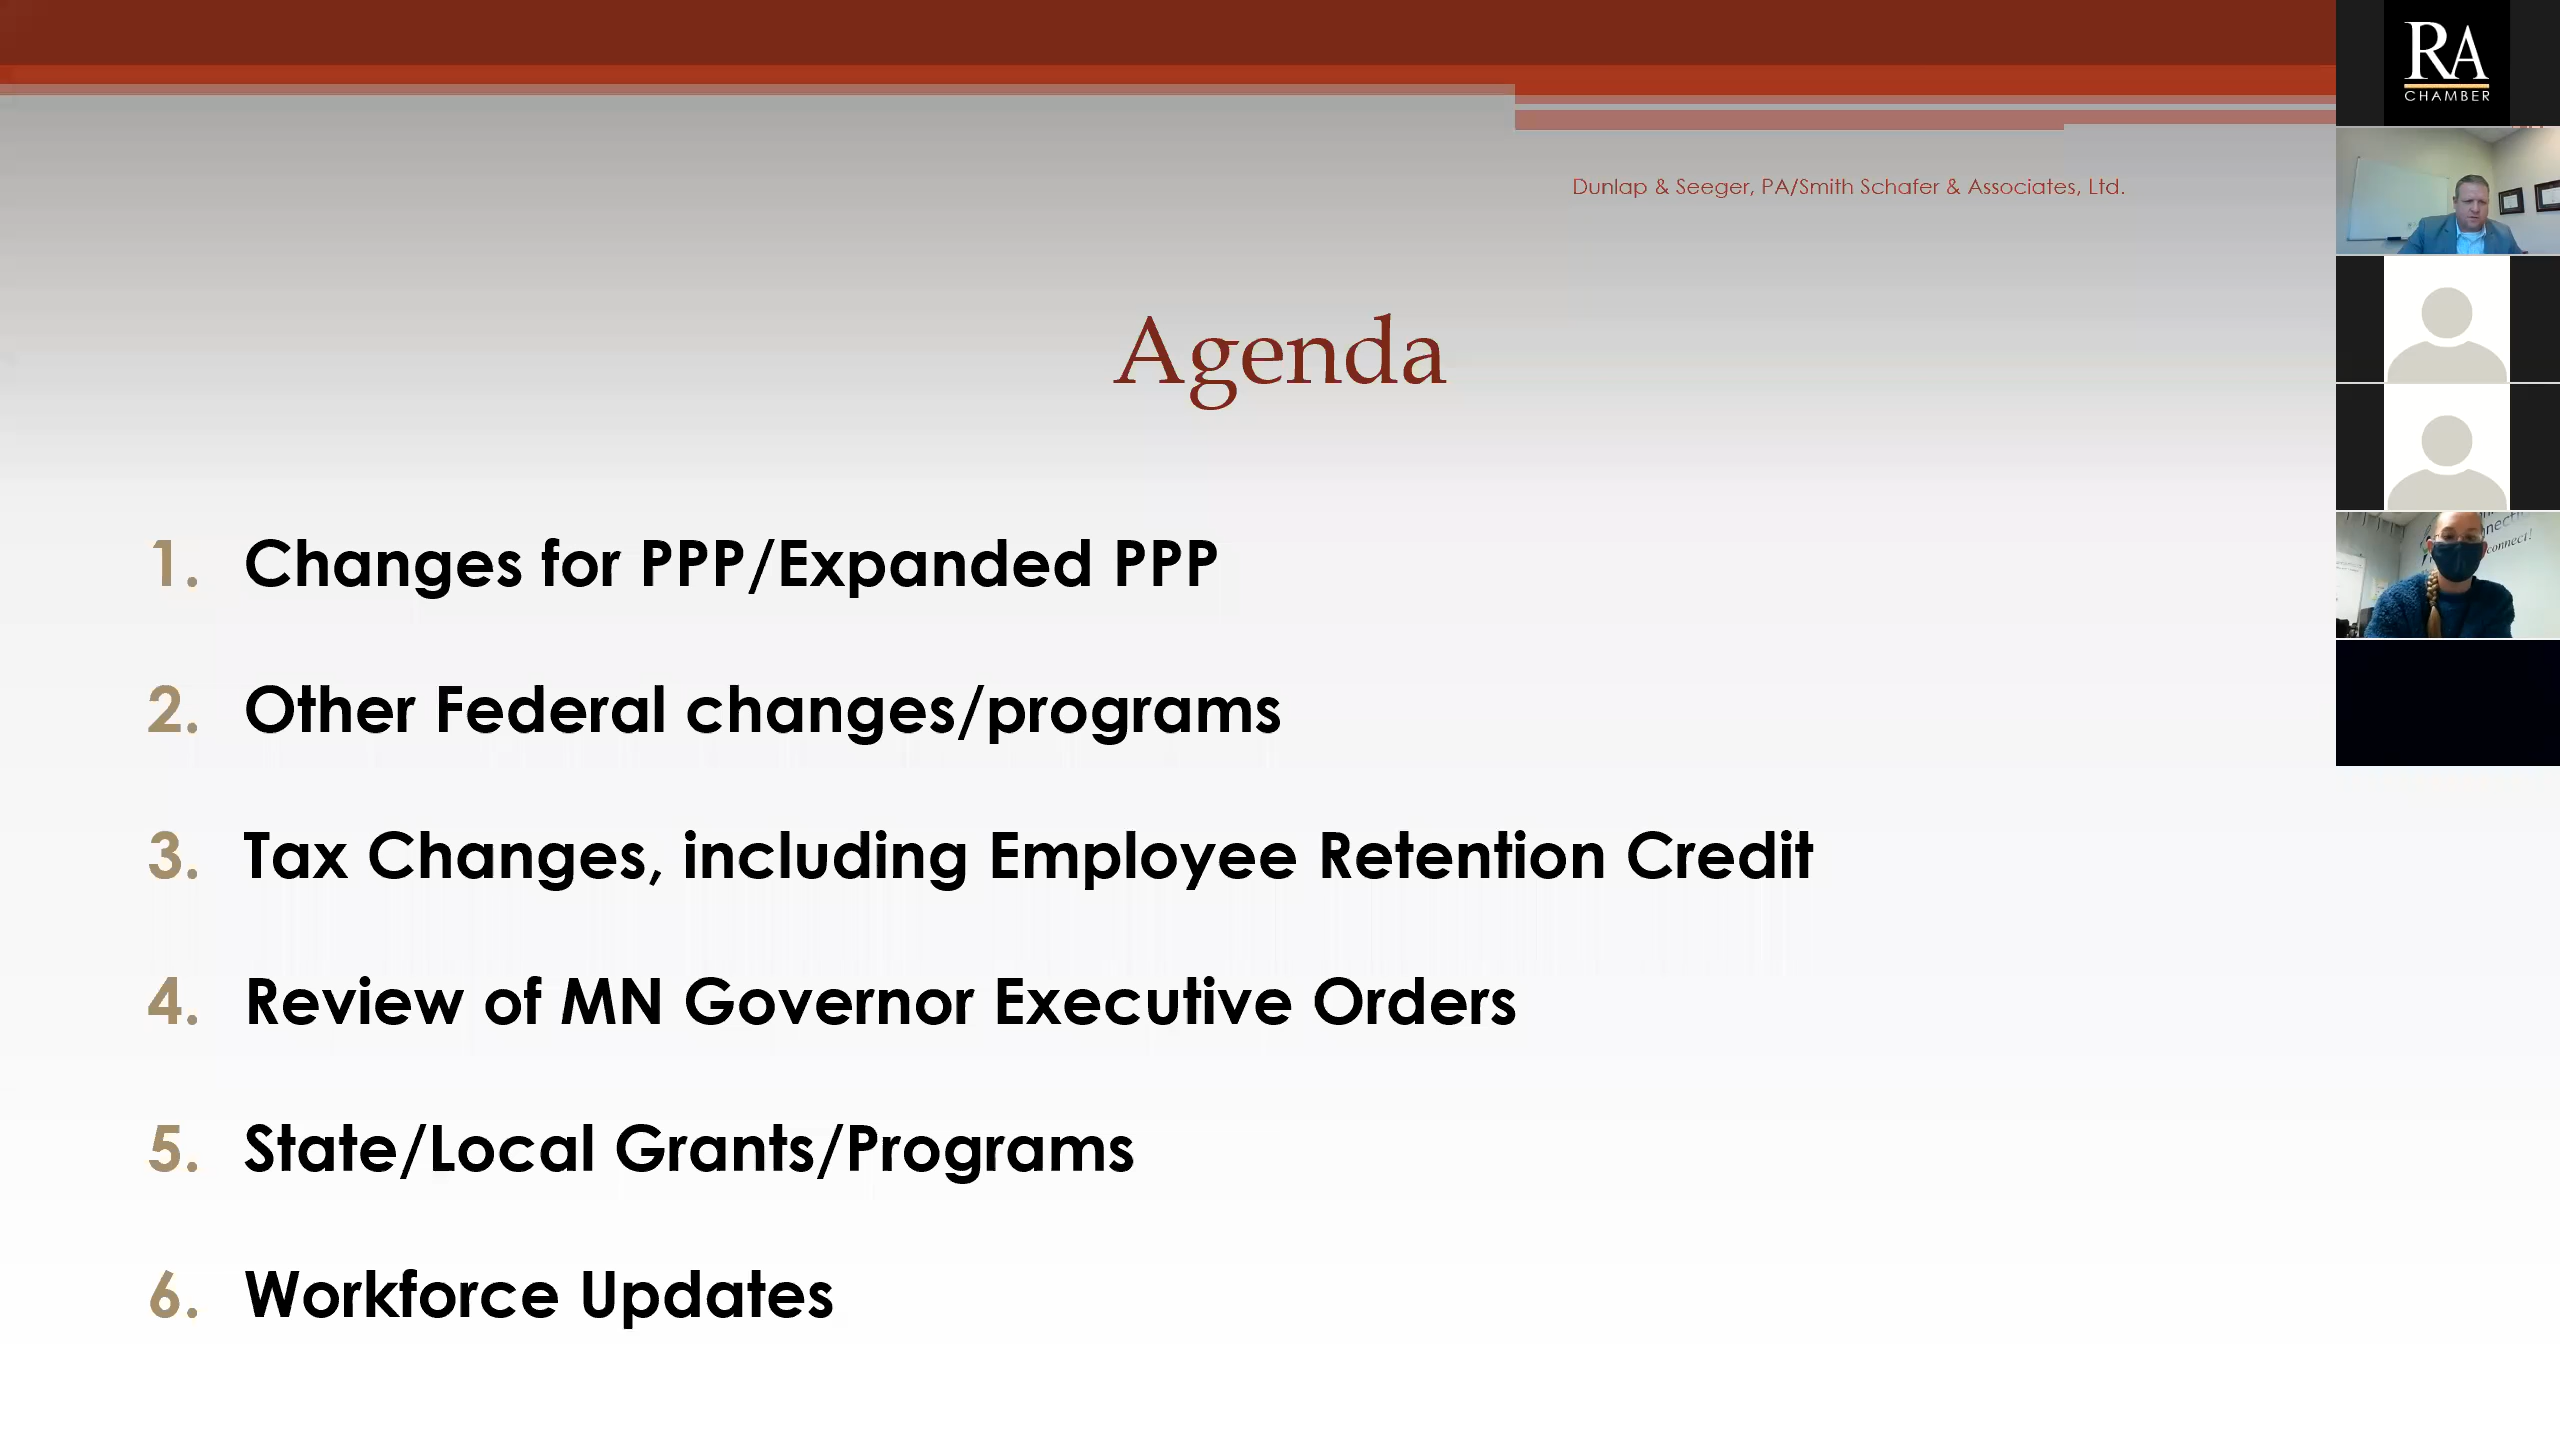 RA
CHAMBER
Dunlap & Seeger, PA/Smith Schafer & Associates, Ltd.
Agenda
1. Changes for PPP/Expanded PPP
2. Other Federal changes/programs
3. Tax Changes, including Employee Retention Credit
4. Review of MN Governor Executive Orders
5. State/Local Grants/Programs
6. Workforce Updates
connect!